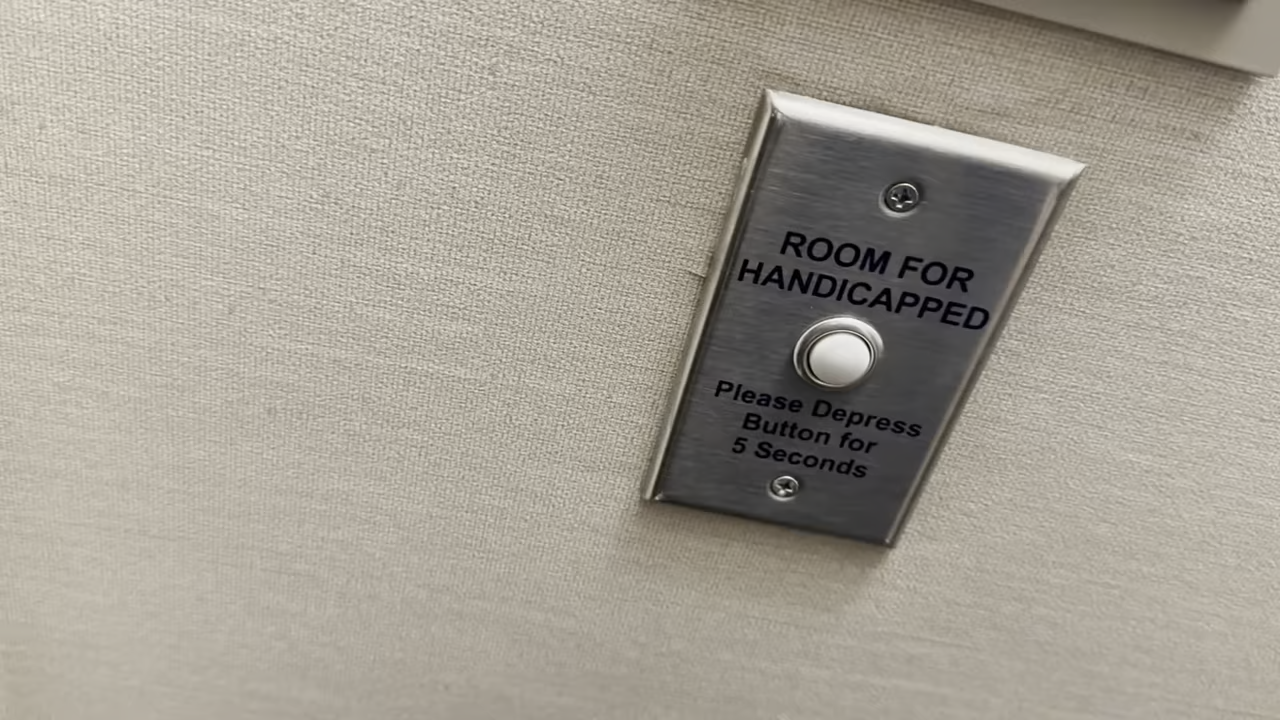 ROOM FOR
HANDICAPPED
Please Depress
Button for
5 Seconds